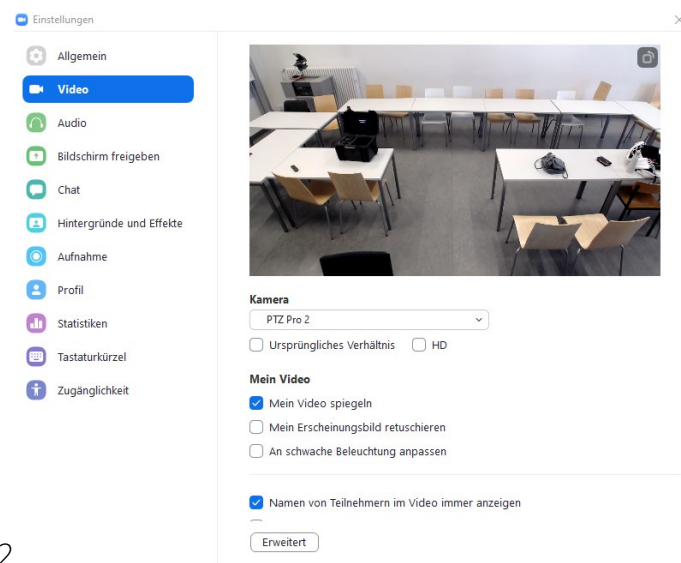 Einstellungen
Allgemein
Video
Audio
Bildschirm freigeben
Chat
Hintergründe und Effekte
Aufnahme
Profil
Statistiken
Tastaturkürzel
Zugänglichkeit
Kamera
PTZ Pro 2
Ursprüngliches Verhältnis HD
Mein Video
Mein Video spiegeln
Mein Erscheinungsbild retuschieren
An schwache Beleuchtung anpassen
Namen von Teilnehmern im Video immer anzeigen
Erweitert